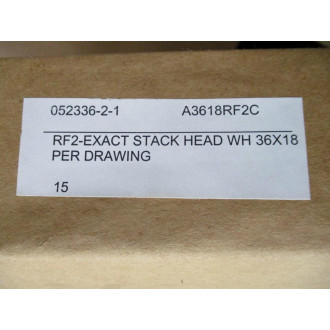 052336-2-1 A3618RF2C
RF2-EXACT STACK HEAD WH 36X18
PER DRAWING
15